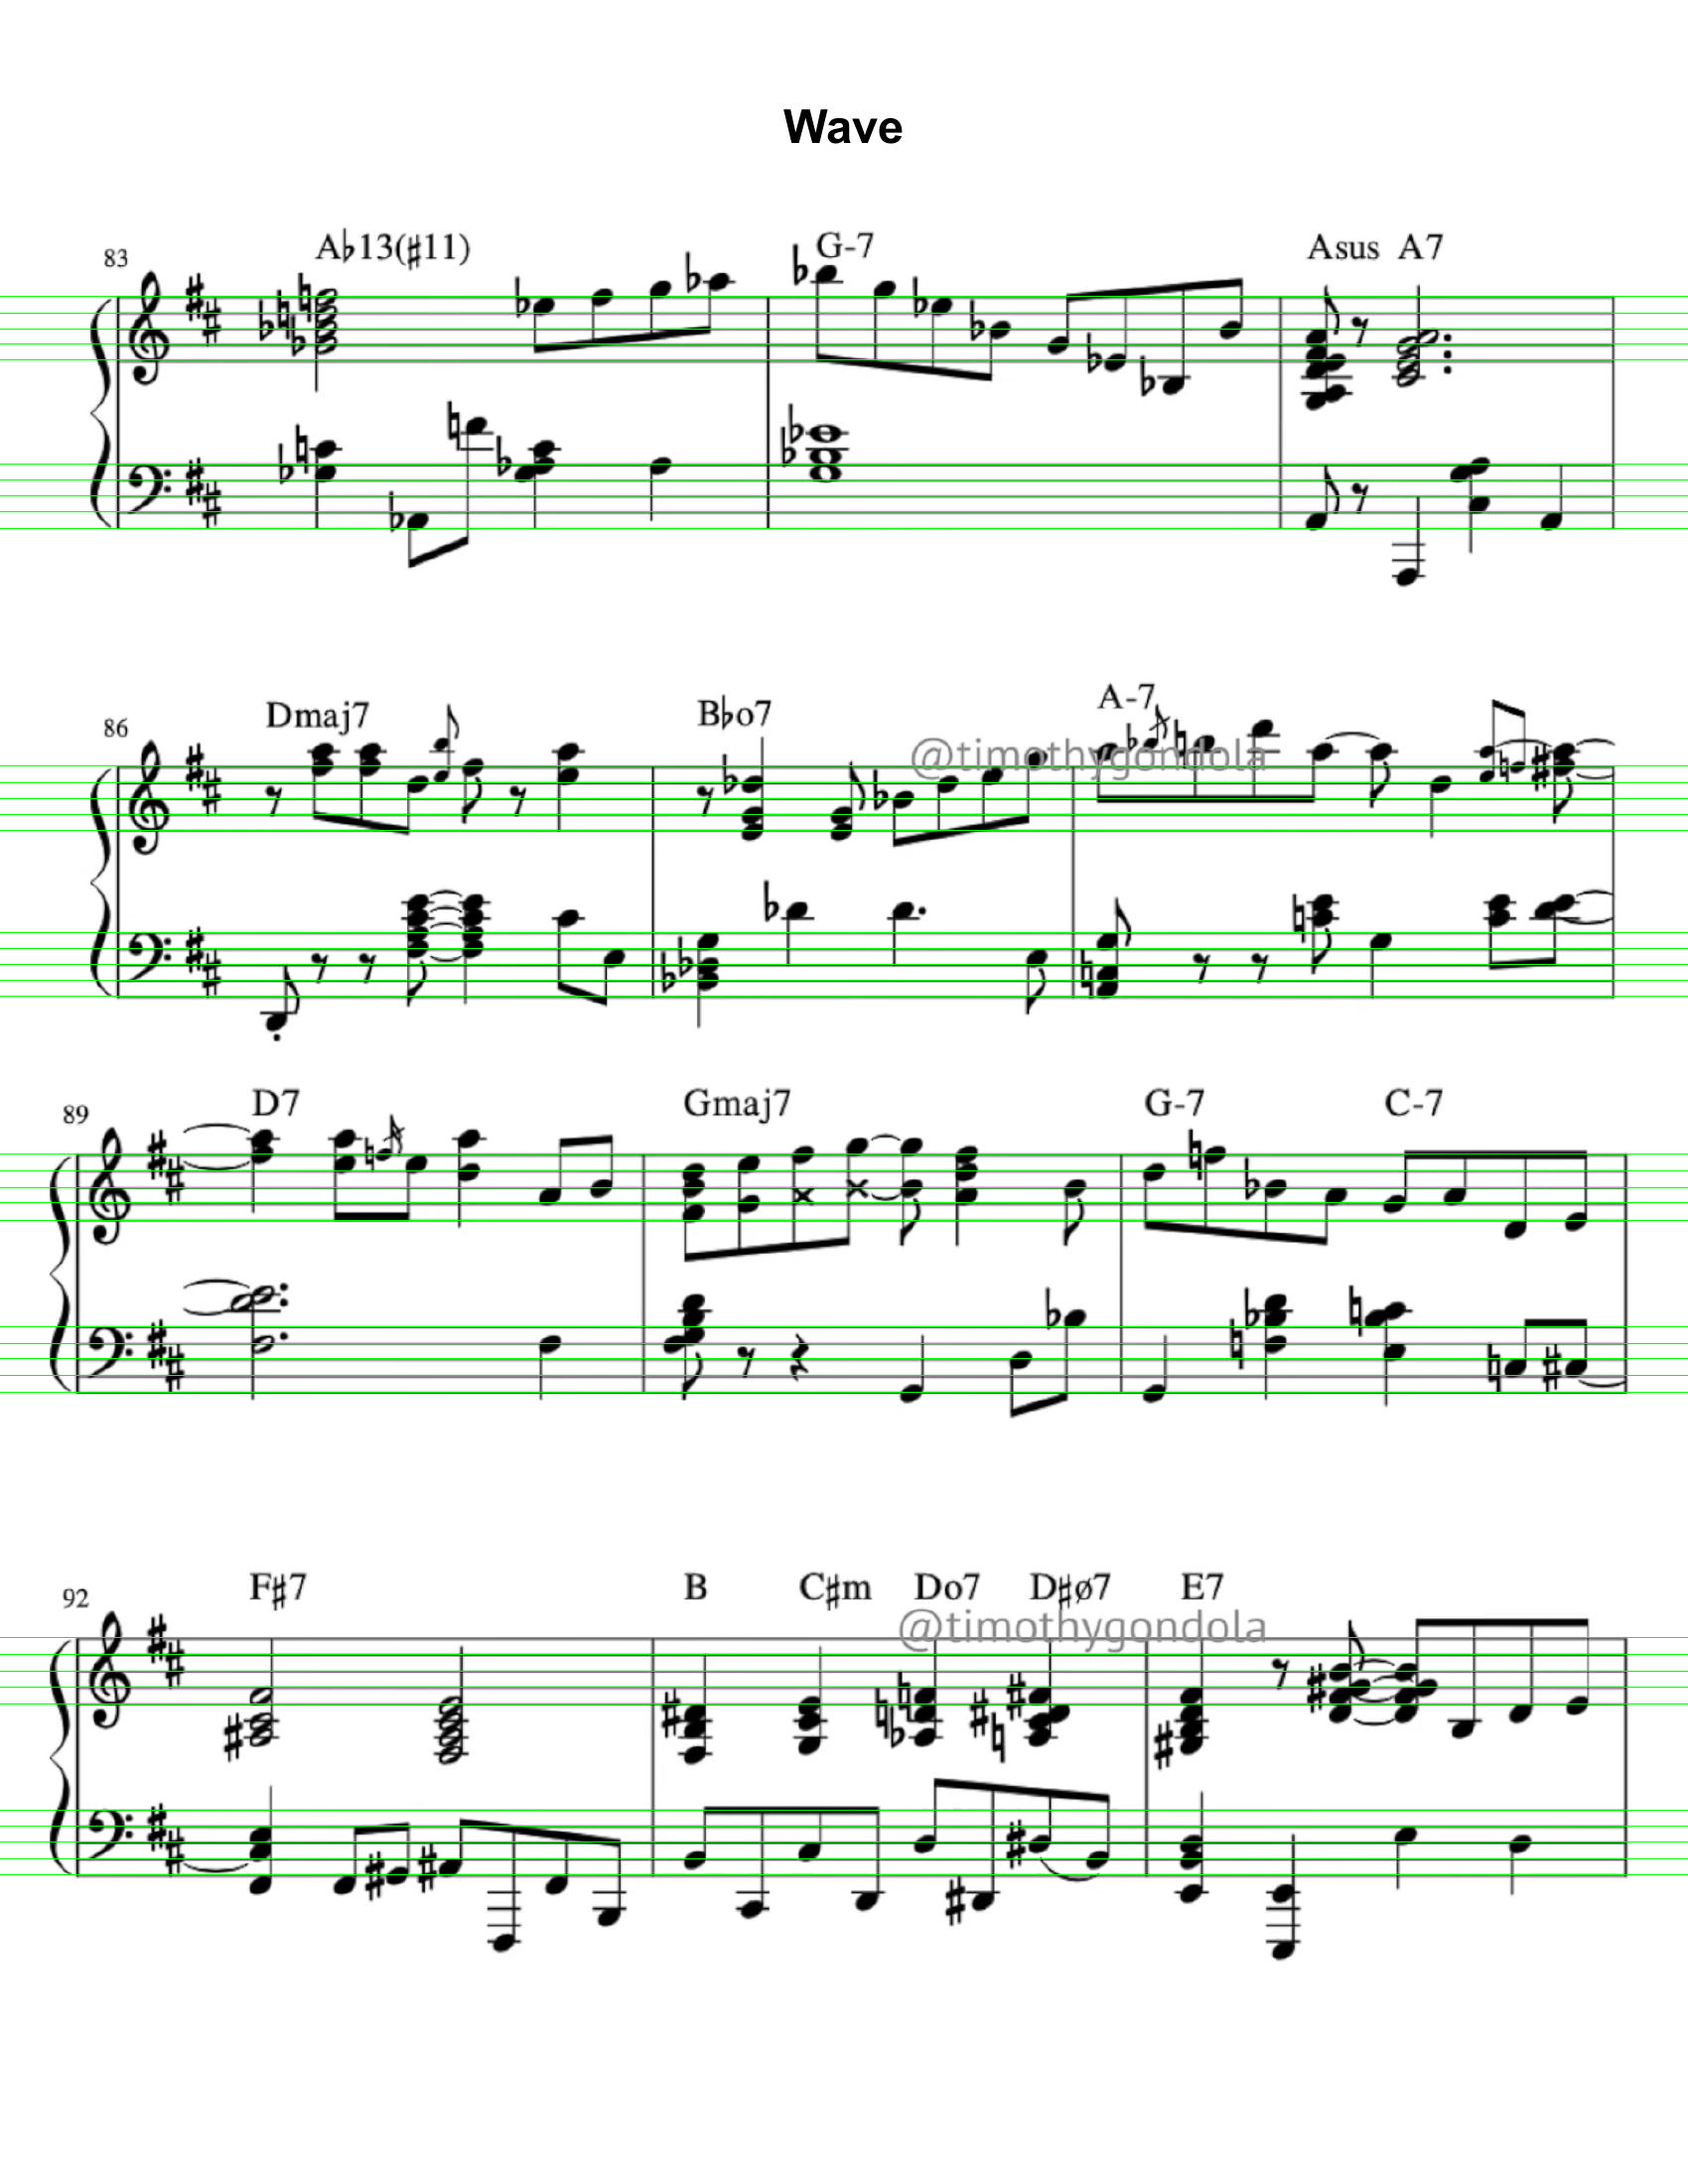 Wave
83 A♭13(♯11) G-7 Asus A7
86 Dmaj7 B♭o7 A-7
@timothygondola
89 D7 Gmaj7 G-7 C-7
92 F♯7 B C♯m Do7 D♯ø7 E7
@timothygondola